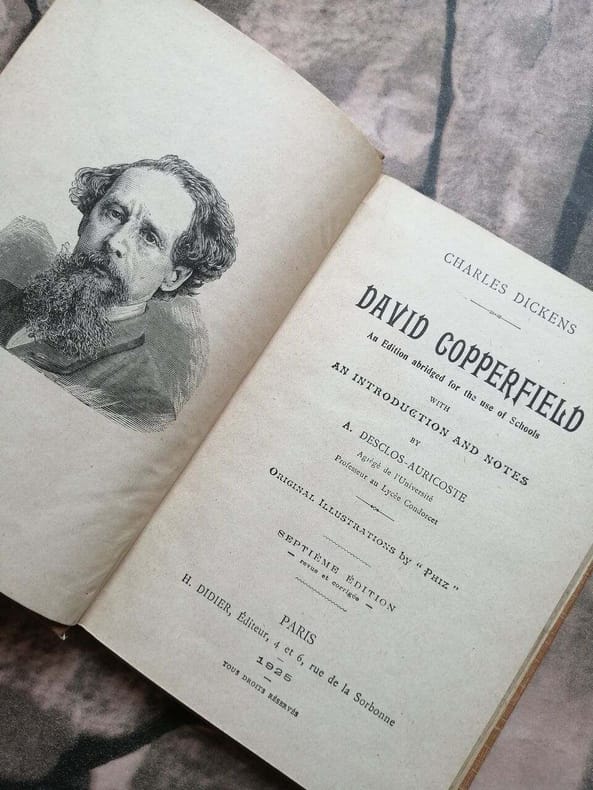 CHARLES DICKENS
DAVID COPPERFIELD
An Edition abridged for the use of Schools
WITH
AN INTRODUCTION AND NOTES
BY
A. DESCLOS-AURICOSTE
Agrégé de l'Université
Professeur au Lycée Condorcet
ORIGINAL ILLUSTRATIONS by "PHIZ"
SEPTIÈME ÉDITION
— revue et corrigée —
PARIS
H. DIDIER, Éditeur, 4 et 6, rue de la Sorbonne
1925
TOUS DROITS RÉSERVÉS